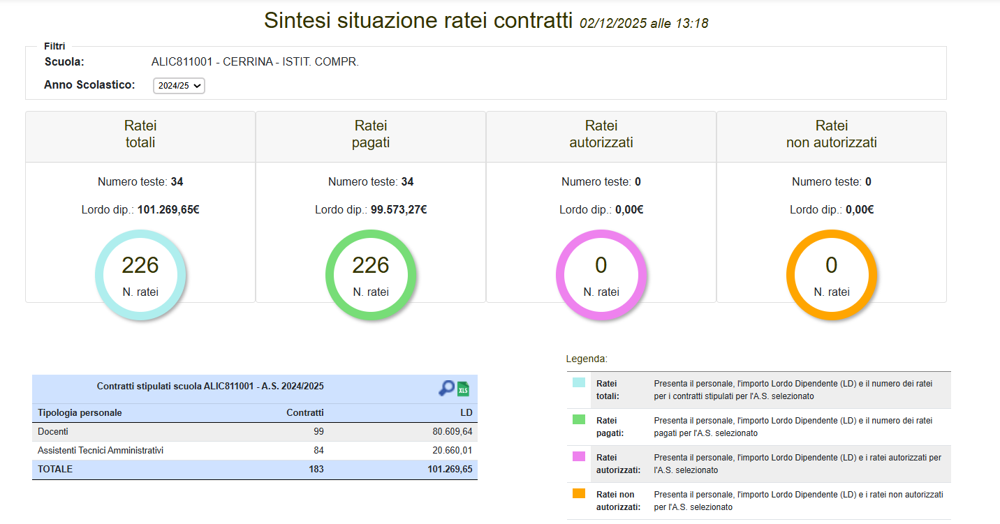 Sintesi situazione ratei contratti 02/12/2025 alle 13:18
Filtri
Scuola: ALIC811001 - CERRINA - ISTIT. COMPR.
Anno Scolastico: 2024/25
Ratei
totali
Numero teste: 34
Lordo dip.: 101.269,65€
226
N. ratei
Ratei
pagati
Numero teste: 34
Lordo dip.: 99.573,27€
226
N. ratei
Ratei
autorizzati
Numero teste: 0
Lordo dip.: 0,00€
0
N. ratei
Ratei
non autorizzati
Numero teste: 0
Lordo dip.: 0,00€
0
N. ratei
Contratti stipulati scuola ALIC811001 - A.S. 2024/2025
XLS
Tipologia personale Contratti LD
Docenti 99 80.609,64
Assistenti Tecnici Amministrativi 84 20.660,01
TOTALE 183 101.269,65
Legenda:
Ratei
totali:
Presenta il personale, l'importo Lordo Dipendente (LD) e il numero dei ratei
per i contratti stipulati per l'A.S. selezionato
Ratei
pagati:
Presenta il personale, l'importo Lordo Dipendente (LD) e il numero dei ratei
pagati per l'A.S. selezionato
Ratei
autorizzati:
Presenta il personale, l'importo Lordo Dipendente (LD) e i ratei autorizzati per
l'A.S. selezionato
Ratei non
autorizzati:
Presenta il personale, l'importo Lordo Dipendente (LD) e i ratei non autorizzati
per l'A.S. selezionato